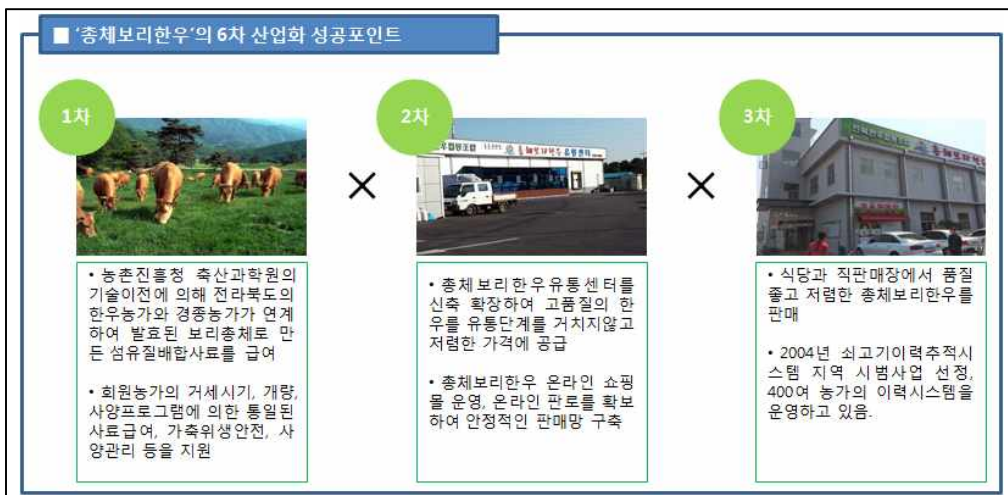 ■ ‘총체보리한우’의 6차 산업화 성공포인트
1차
2차
3차
총체보리한우 유통센타
×
×
• 농촌진흥청 축산과학원의
기술이전에 의해 전라북도의
한우농가와 경종농가가 연계
하여 발효된 보리총체로 만
든 섬유질배합사료를 급여
• 회원농가의 거세시기, 개량,
사양프로그램에 의한 통일된
사료급여, 가축위생안전, 사
양관리 등을 지원
• 총체보리한우유통센터를
신축 확장하여 고품질의 한
우를 유통단계를 거치지않고
저렴한 가격에 공급
• 총체보리한우 온라인 쇼핑
몰 운영, 온라인 판로를 확보
하여 안정적인 판매망 구축
• 식당과 직판매장에서 품질
좋고 저렴한 총체보리한우를
판매
• 2004년 쇠고기이력추적시
스템 지역 시범사업 선정,
400여 농가의 이력시스템을
운영하고 있음.